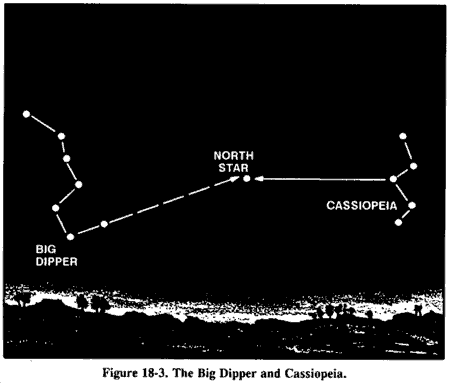 NORTH
STAR
CASSIOPEIA
BIG
DIPPER
Figure 18-3. The Big Dipper and Cassiopeia.